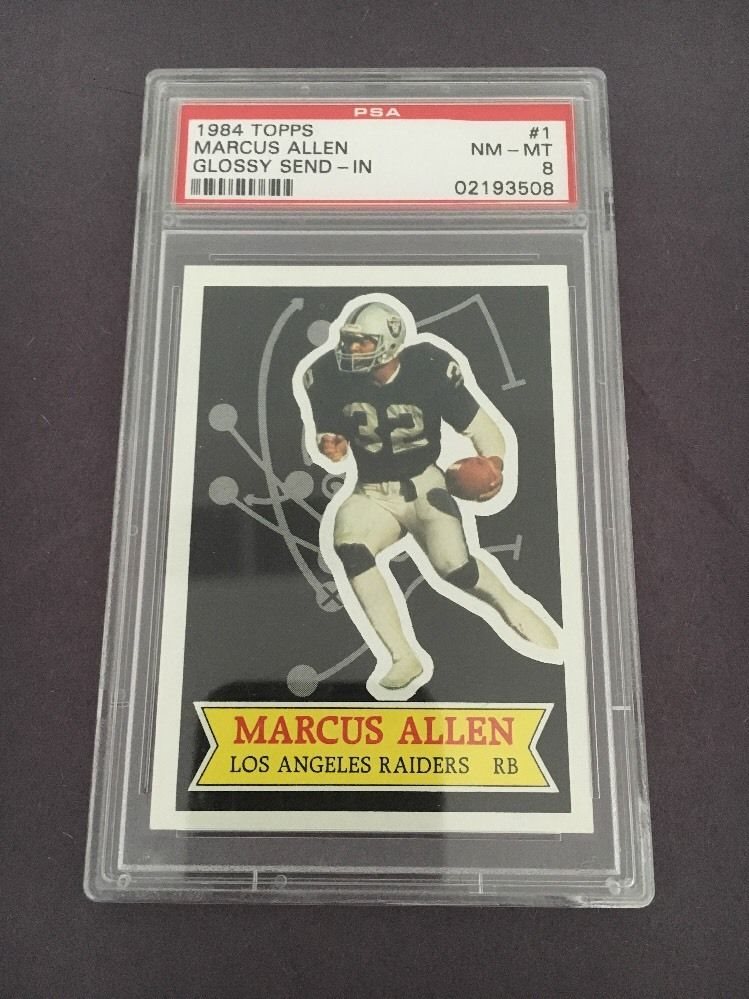 PSA
1984 TOPPS #1
MARCUS ALLEN NM-MT
GLOSSY SEND-IN 8
02193508
32
32
MARCUS ALLEN
LOS ANGELES RAIDERS RB